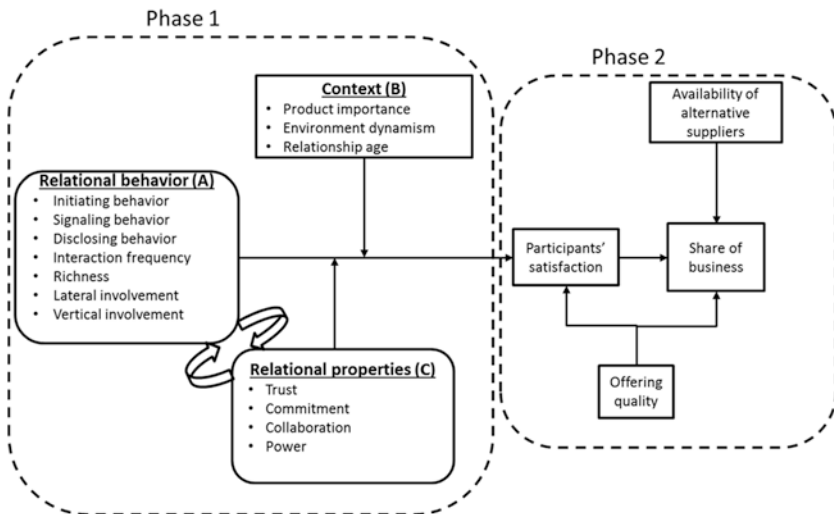 Phase 1
Phase 2
Context (B)
• Product importance
• Environment dynamism
• Relationship age
Availability of
alternative
suppliers
Relational behavior (A)
• Initiating behavior
• Signaling behavior
• Disclosing behavior
• Interaction frequency
• Richness
• Lateral involvement
• Vertical involvement
Participants'
satisfaction
Share of
business
Relational properties (C)
• Trust
• Commitment
• Collaboration
• Power
Offering
quality